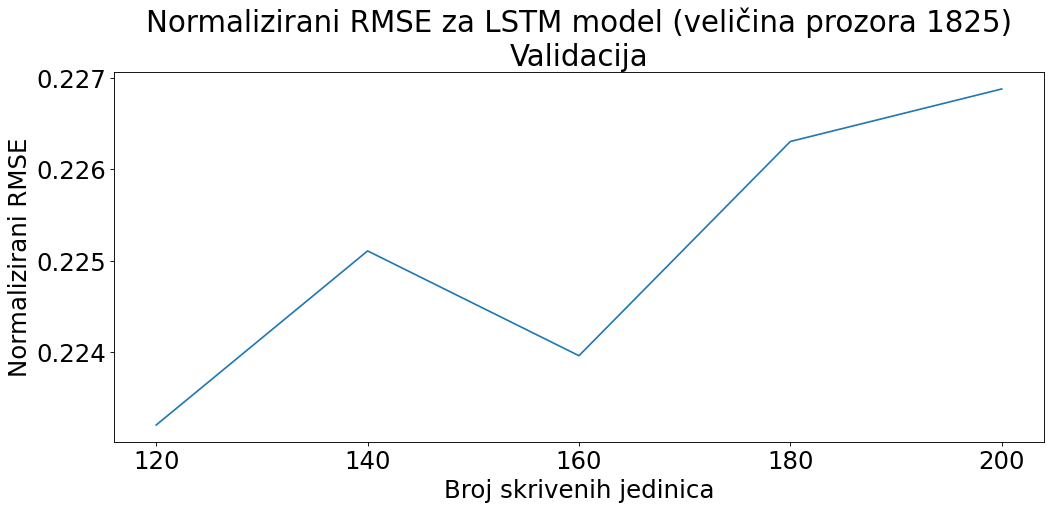 Normalizirani RMSE za LSTM model (veličina prozora 1825)
Validacija
0.227
0.226
0.225
0.224
Normalizirani RMSE
120 140 160 180 200
Broj skrivenih jedinica